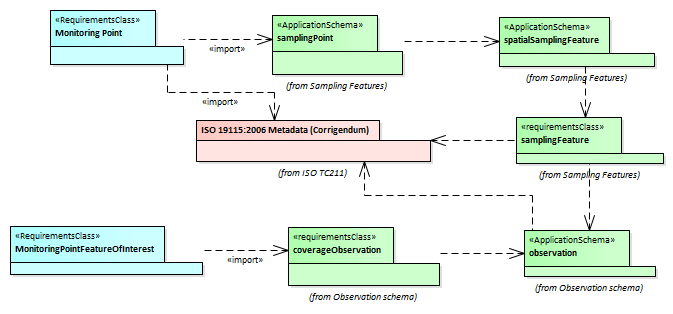 «RequirementsClass»
Monitoring Point
«import»
«ApplicationSchema»
samplingPoint
(from Sampling Features)
«ApplicationSchema»
spatialSamplingFeature
(from Sampling Features)
«import»
ISO 19115:2006 Metadata (Corrigendum)
(from ISO TC211)
«requirementsClass»
samplingFeature
(from Sampling Features)
«RequirementsClass»
MonitoringPointFeatureOfInterest
«import»
«requirementsClass»
coverageObservation
(from Observation schema)
«ApplicationSchema»
observation
(from Observation schema)